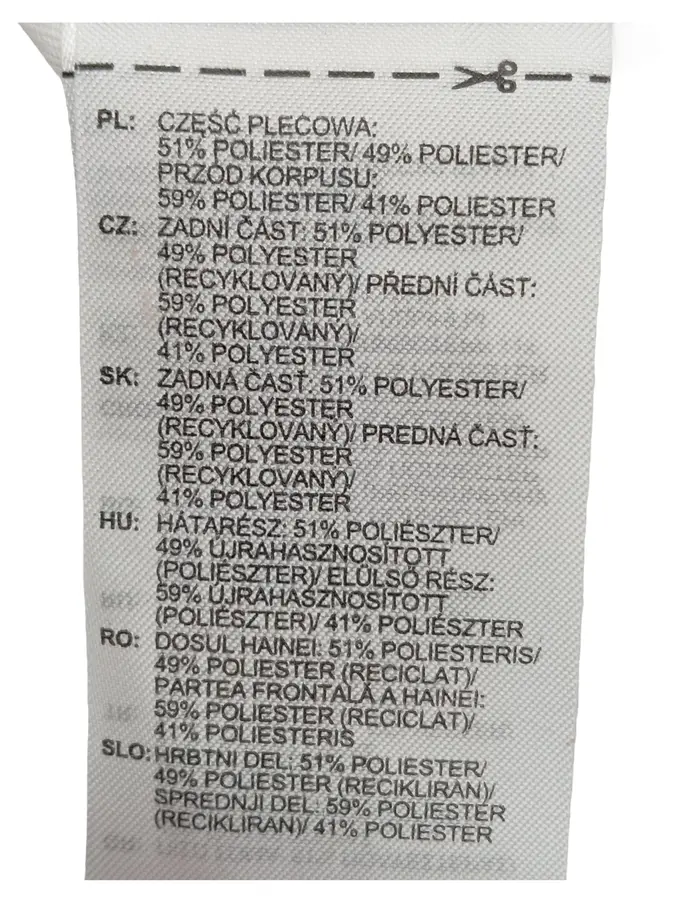 PL: CZĘŚĆ PLECOWA:
51% POLIESTER/ 49% POLIESTER/
PRZÓD KORPUSU:
59% POLIESTER/ 41% POLIESTER
CZ: ZADNÍ ČÁST: 51% POLYESTER/
49% POLYESTER
(RECYKLOVANÝ)/ PŘEDNÍ ČÁST:
59% POLYESTER
(RECYKLOVANÝ)/
41% POLYESTER
SK: ZADNÁ ČASŤ: 51% POLYESTER/
49% POLYESTER
(RECYKLOVANÝ)/ PREDNÁ ČASŤ:
59% POLYESTER
(RECYKLOVANÝ)/
41% POLYESTER
HU: HÁTARÉSZ: 51% POLIÉSZTER/
49% ÚJRAHASZNOSÍTOTT
(POLIÉSZTER)/ ELÜLSŐ RÉSZ:
59% ÚJRAHASZNOSÍTOTT
(POLIÉSZTER)/ 41% POLIÉSZTER
RO: DOSUL HAINEI: 51% POLIESTERIS/
49% POLIESTER (RECICLAT)/
PARTEA FRONTALĂ A HAINEI:
59% POLIESTER (RECICLAT)/
41% POLIESTERIS
SLO: HRBTNI DEL: 51% POLIESTER/
49% POLIESTER (RECIKLIRAN)/
SPREDNJI DEL: 59% POLIESTER
(RECIKLIRAN)/ 41% POLIESTER